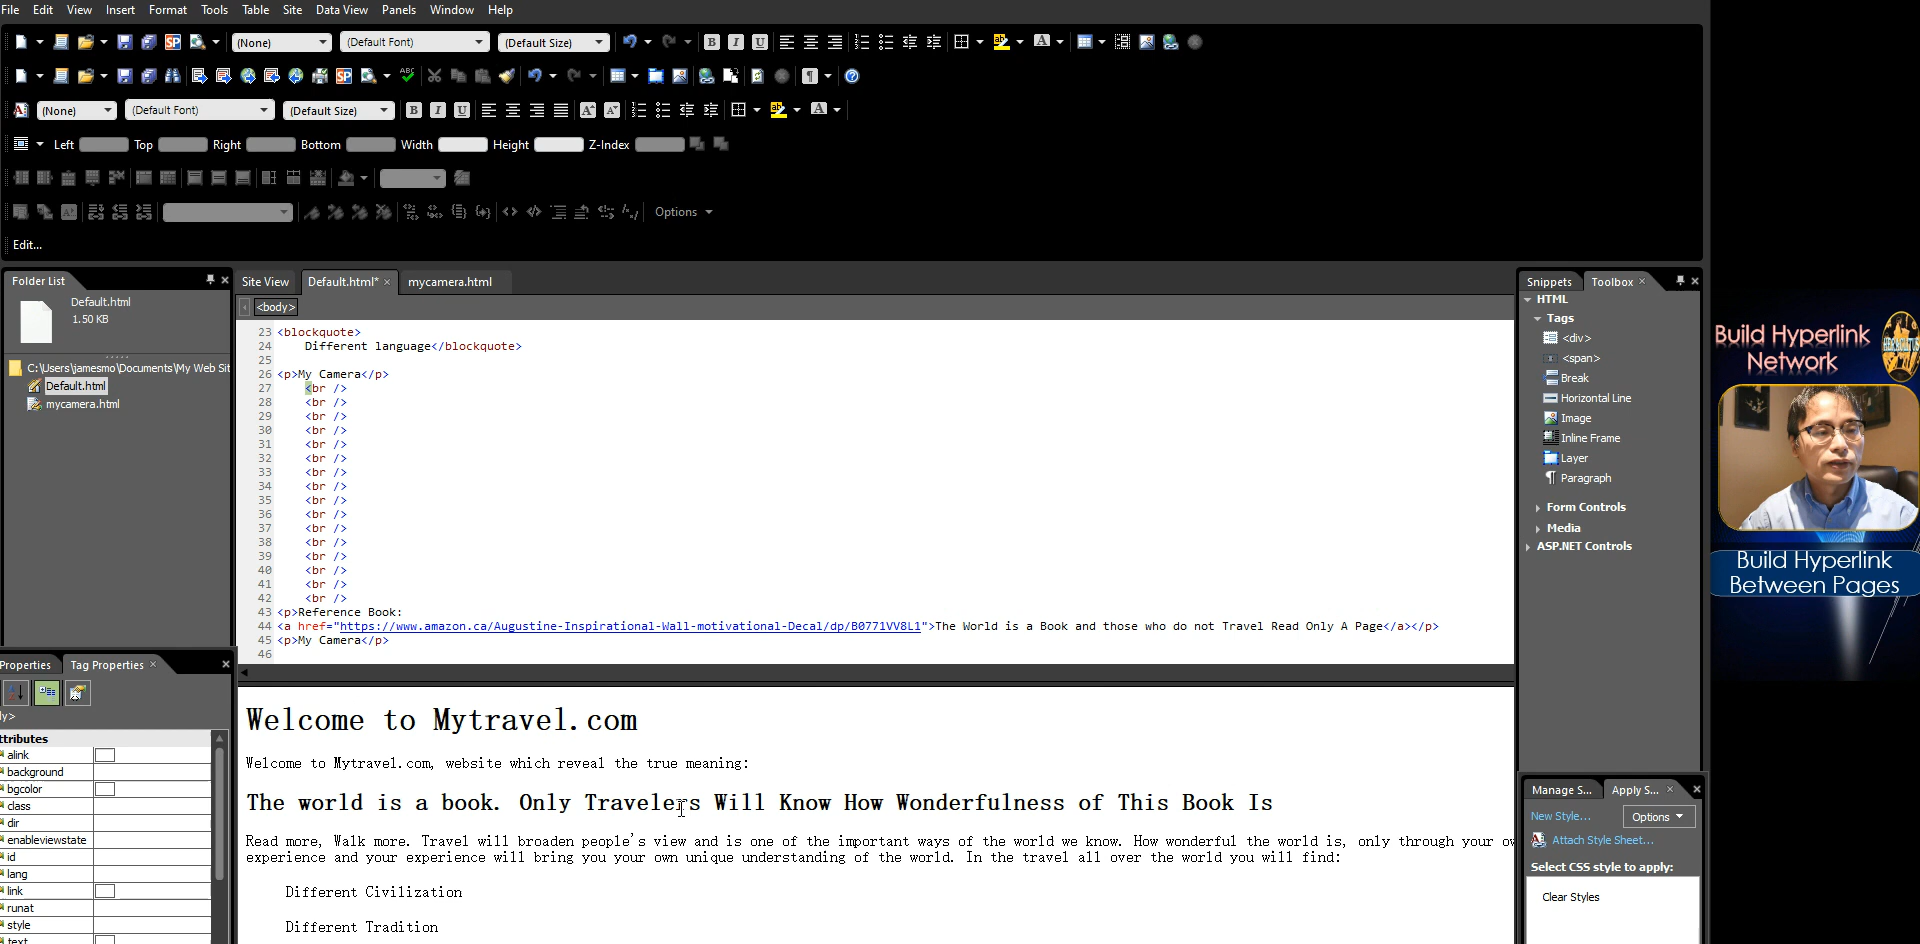 File Edit View Insert Format Tools Table Site Data View Panels Window Help
(None) (Default Font) (Default Size)
(None) (Default Font) (Default Size)
Left Top Right Bottom Width Height Z-Index
Options
Edit...
Folder List
Default.html
1.50 KB
C:\Users\jamesmo\Documents\My Web Sit
Default.html
mycamera.html
Site View Default.html* mycamera.html
<body>
23 <blockquote>
24 Different language</blockquote>
25
26 <p>My Camera</p>
27 <br />
28 <br />
29 <br />
30 <br />
31 <br />
32 <br />
33 <br />
34 <br />
35 <br />
36 <br />
37 <br />
38 <br />
39 <br />
40 <br />
41 <br />
42 <br />
43 <p>Reference Book:
44 <a href="https://www.amazon.ca/Augustine-Inspirational-Wall-motivational-Decal/dp/B0771VV8L1">The World is a Book and those who do not Travel Read Only A Page</a></p>
45 <p>My Camera</p>
46
Properties Tag Properties
ly>
ttributes
alink
background
bgcolor
class
dir
enableviewstate
id
lang
link
runat
style
text
Welcome to Mytravel.com
Welcome to Mytravel.com, website which reveal the true meaning:
The world is a book. Only Travelers Will Know How Wonderfulness of This Book Is
Read more, Walk more. Travel will broaden people's view and is one of the important ways of the world we know. How wonderful the world is, only through your ow
experience and your experience will bring you your own unique understanding of the world. In the travel all over the world you will find:
Different Civilization
Different Tradition
Snippets Toolbox
HTML
Tags
<div>
<span>
Break
Horizontal Line
Image
Inline Frame
Layer
Paragraph
Form Controls
Media
ASP.NET Controls
Manage S... Apply S...
New Style... Options
Attach Style Sheet...
Select CSS style to apply:
Clear Styles
Build Hyperlink
Network
Build Hyperlink
Between Pages